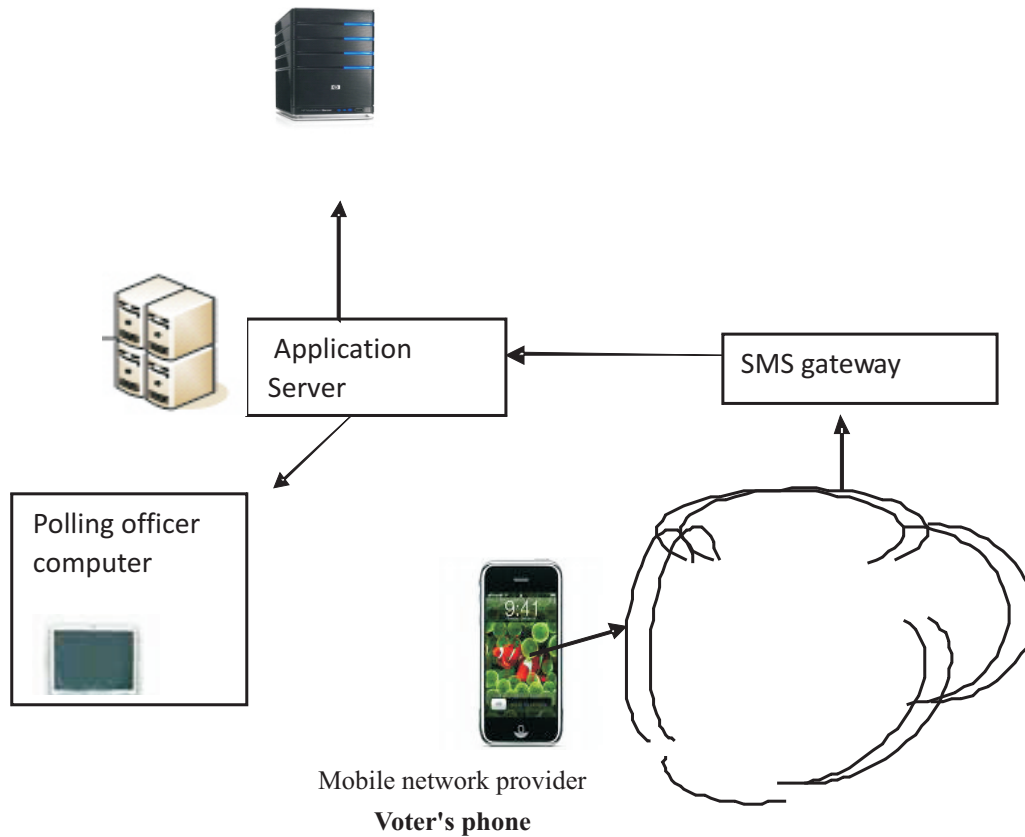 Application
Server
SMS gateway
Polling officer
computer
9:41
Mobile network provider
Voter's phone